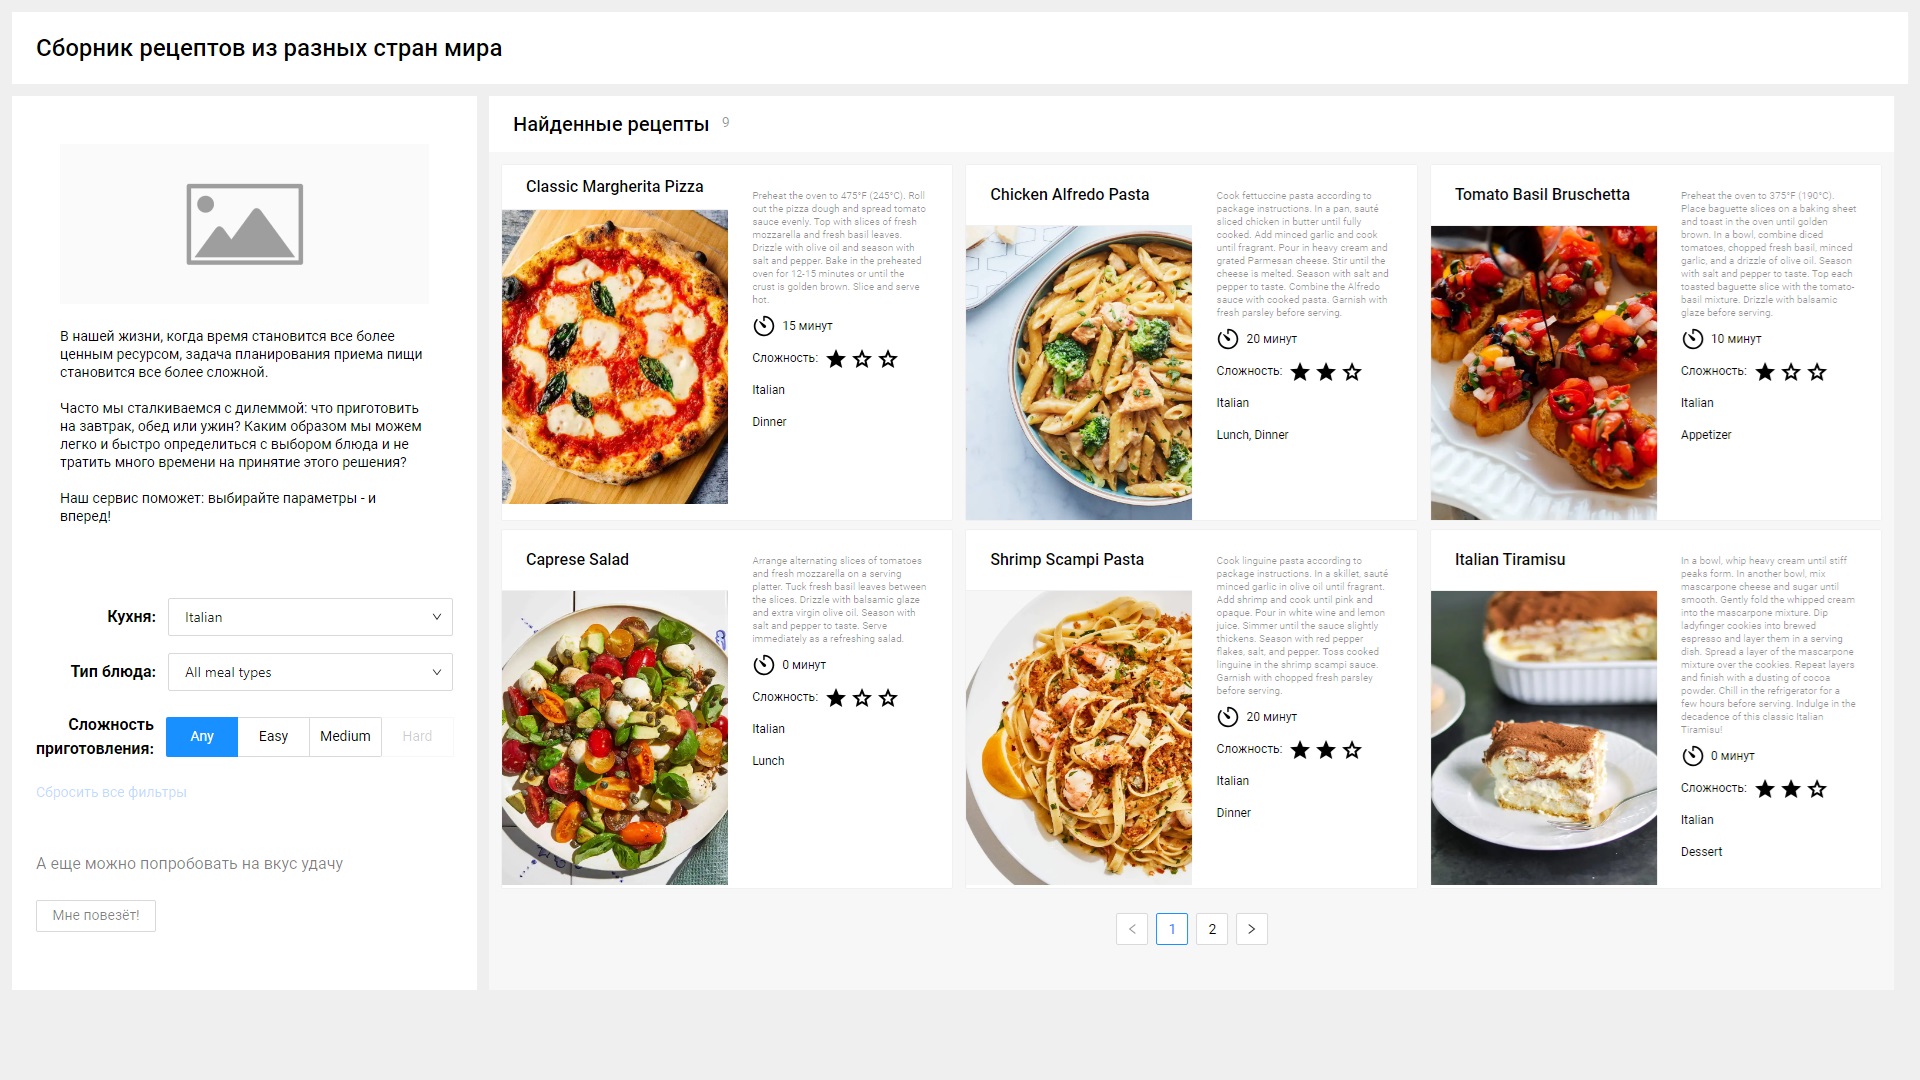 Сборник рецептов из разных стран мира
В нашей жизни, когда время становится все более
ценным ресурсом, задача планирования приема пищи
становится все более сложной.
Часто мы сталкиваемся с дилеммой: что приготовить
на завтрак, обед или ужин? Каким образом мы можем
легко и быстро определиться с выбором блюда и не
тратить много времени на принятие этого решения?
Наш сервис поможет: выбирайте параметры - и
вперед!
Кухня: Italian
Тип блюда: All meal types
Сложность
приготовления:
Any Easy Medium Hard
Сбросить все фильтры
А еще можно попробовать на вкус удачу
Мне повезёт!
Найденные рецепты 9
Classic Margherita Pizza
Preheat the oven to 475°F (245°C). Roll
out the pizza dough and spread tomato
sauce evenly. Top with slices of fresh
mozzarella and fresh basil leaves.
Drizzle with olive oil and season with
salt and pepper. Bake in the preheated
oven for 12-15 minutes or until the
crust is golden brown. Slice and serve
hot.
15 минут
Сложность:
Italian
Dinner
Chicken Alfredo Pasta
Cook fettuccine pasta according to
package instructions. In a pan, sauté
sliced chicken in butter until fully
cooked. Add minced garlic and cook
until fragrant. Pour in heavy cream and
grated Parmesan cheese. Stir until the
cheese is melted. Season with salt and
pepper to taste. Combine the Alfredo
sauce with cooked pasta. Garnish with
fresh parsley before serving.
20 минут
Сложность:
Italian
Lunch, Dinner
Tomato Basil Bruschetta
Preheat the oven to 375°F (190°C).
Place baguette slices on a baking sheet
and toast in the oven until golden
brown. In a bowl, combine diced
tomatoes, chopped fresh basil, minced
garlic, and a drizzle of olive oil. Season
with salt and pepper to taste. Top each
toasted baguette slice with the tomato-
basil mixture. Drizzle with balsamic
glaze before serving.
10 минут
Сложность:
Italian
Appetizer
Caprese Salad
Arrange alternating slices of tomatoes
and fresh mozzarella on a serving
platter. Tuck fresh basil leaves between
the slices. Drizzle with balsamic glaze
and extra virgin olive oil. Season with
salt and pepper to taste. Serve
immediately as a refreshing salad.
0 минут
Сложность:
Italian
Lunch
Shrimp Scampi Pasta
Cook linguine pasta according to
package instructions. In a skillet, sauté
minced garlic in olive oil until fragrant.
Add shrimp and cook until pink and
opaque. Pour in white wine and lemon
juice. Simmer until the sauce slightly
thickens. Season with red pepper
flakes, salt, and pepper. Toss cooked
linguine in the shrimp scampi sauce.
Garnish with chopped fresh parsley
before serving.
20 минут
Сложность:
Italian
Dinner
Italian Tiramisu
In a bowl, whip heavy cream until stiff
peaks form. In another bowl, mix
mascarpone cheese and sugar until
smooth. Gently fold the whipped cream
into the mascarpone mixture. Dip
ladyfinger cookies into brewed
espresso and layer them in a serving
dish. Spread a layer of the mascarpone
mixture over the cookies. Repeat layers
and finish with a dusting of cocoa
powder. Chill in the refrigerator for a
few hours before serving. Indulge in the
decadence of this classic Italian
Tiramisu!
0 минут
Сложность:
Italian
Dessert
< 1 2 >